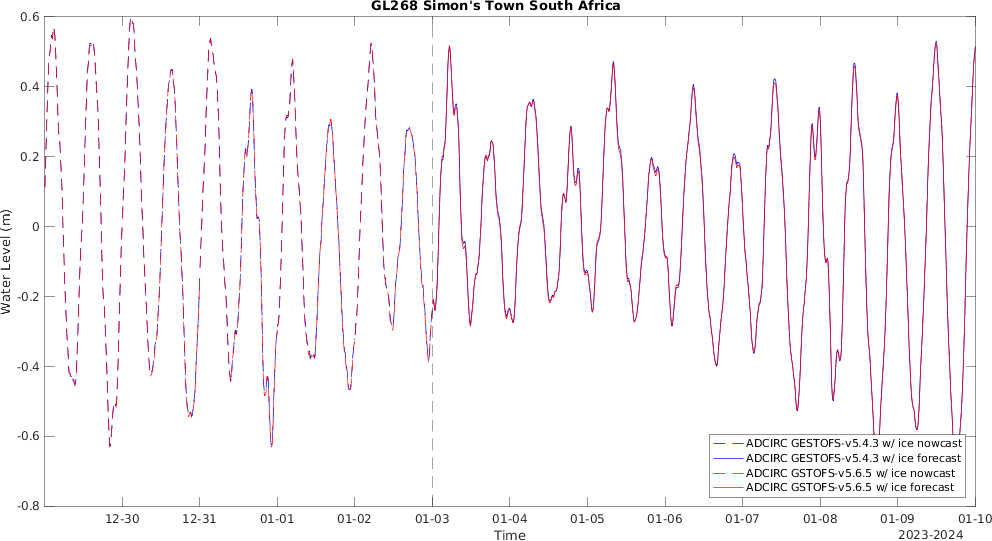 GL268 Simon's Town South Africa
Water Level (m)
0.6
0.4
0.2
0
-0.2
-0.4
-0.6
-0.8
ADCIRC GESTOFS-v5.4.3 w/ ice nowcast
ADCIRC GESTOFS-v5.4.3 w/ ice forecast
ADCIRC GSTOFS-v5.6.5 w/ ice nowcast
ADCIRC GSTOFS-v5.6.5 w/ ice forecast
12-30 12-31 01-01 01-02 01-03 01-04 01-05 01-06 01-07 01-08 01-09 01-10
Time
2023-2024